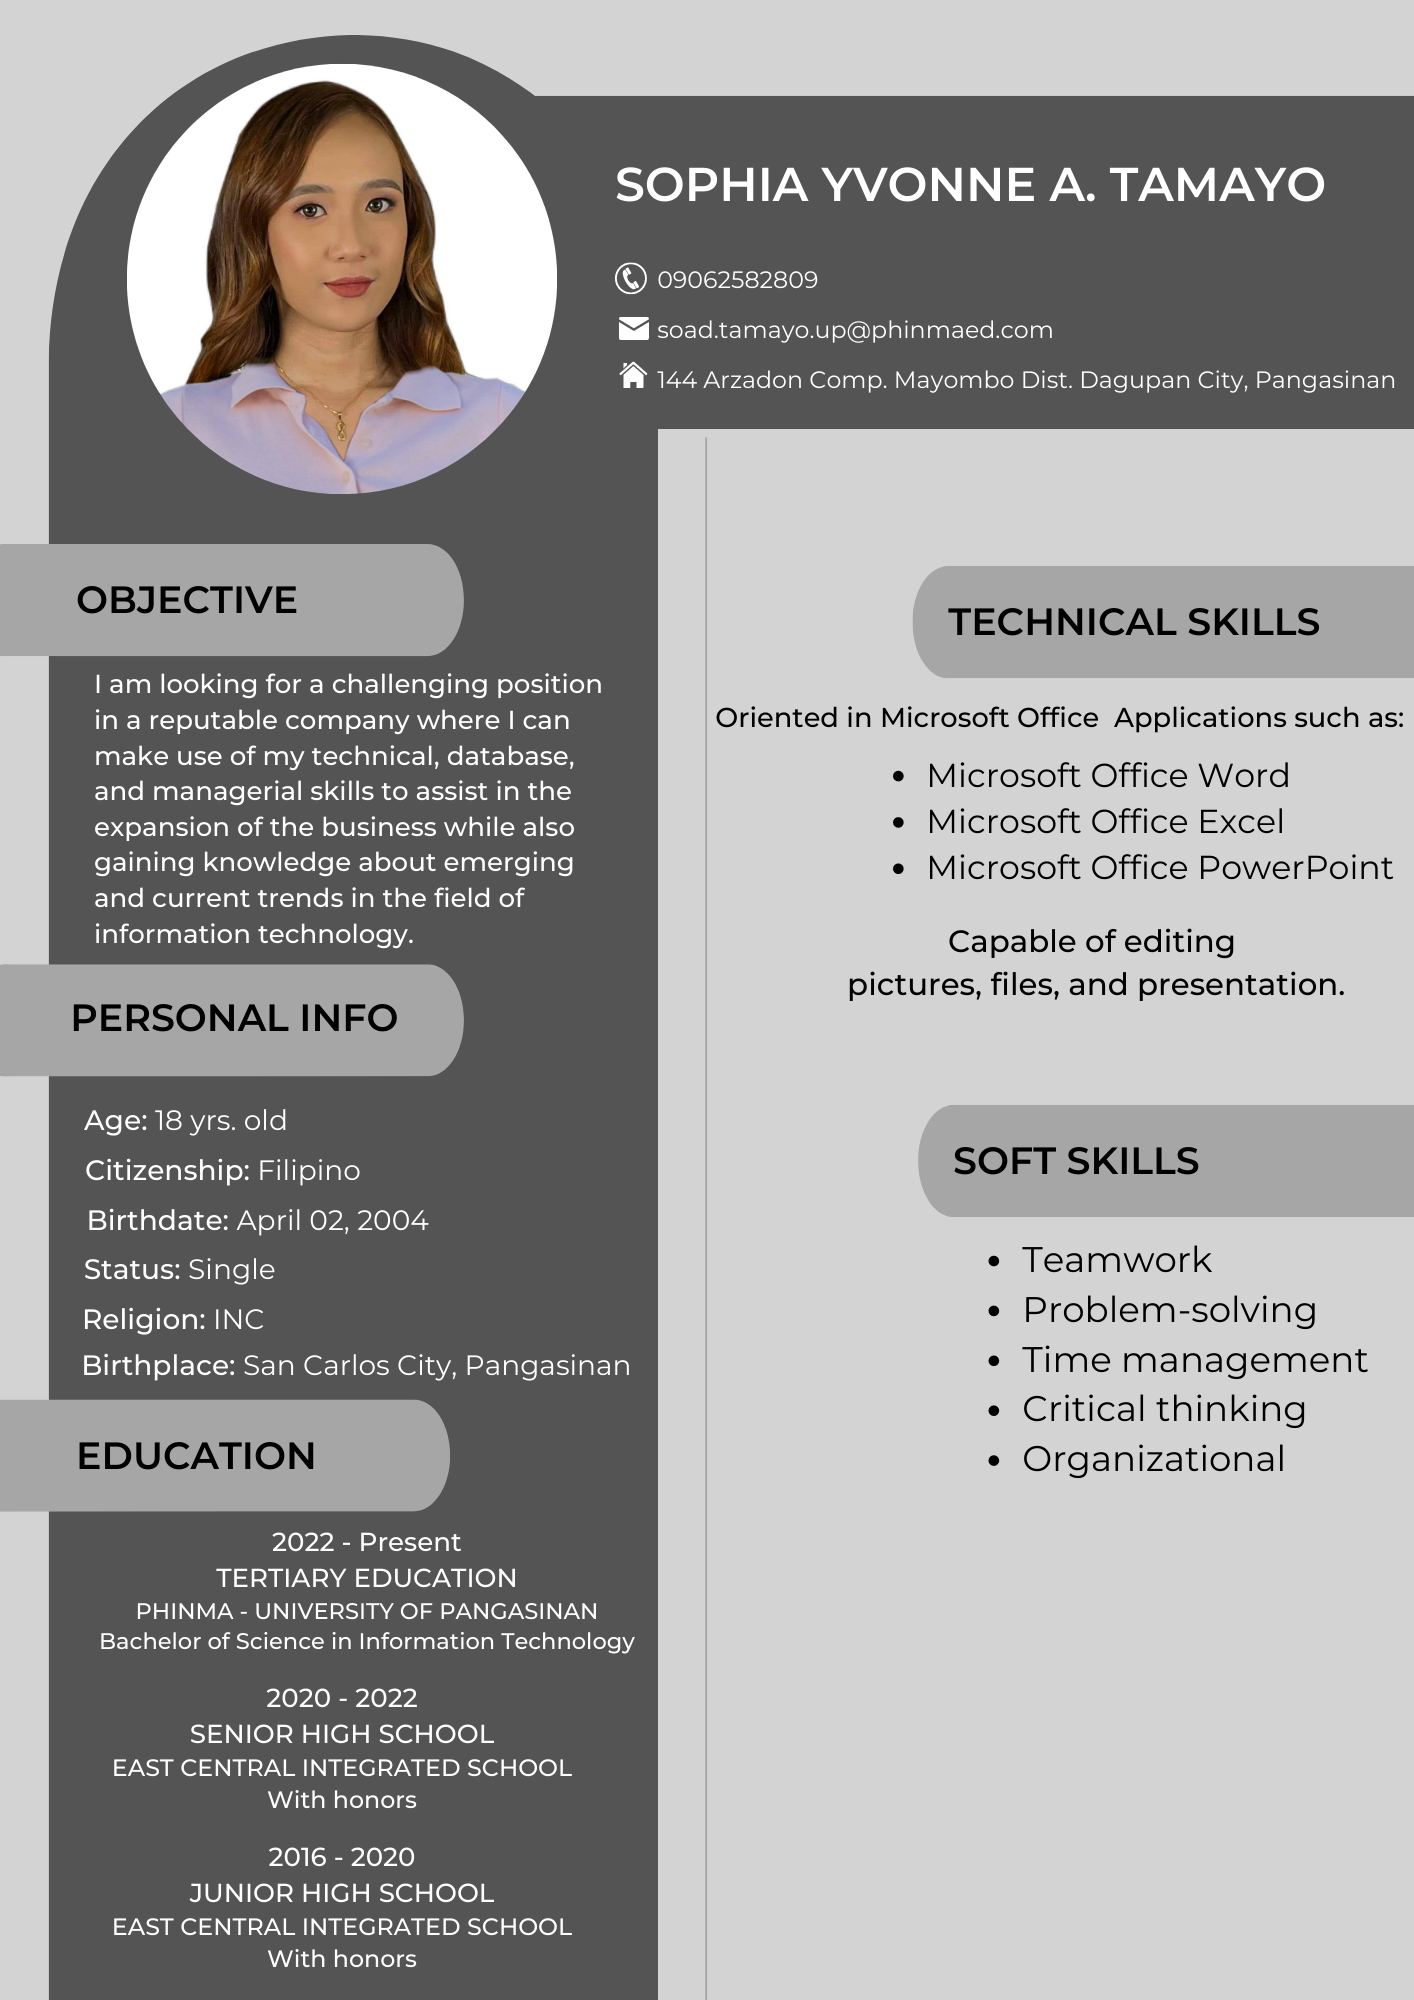 SOPHIA YVONNE A. TAMAYO
09062582809
soad.tamayo.up@phinmaed.com
144 Arzadon Comp. Mayombo Dist. Dagupan City, Pangasinan
OBJECTIVE
I am looking for a challenging position
in a reputable company where I can
make use of my technical, database,
and managerial skills to assist in the
expansion of the business while also
gaining knowledge about emerging
and current trends in the field of
information technology.
PERSONAL INFO
Age: 18 yrs. old
Citizenship: Filipino
Birthdate: April 02, 2004
Status: Single
Religion: INC
Birthplace: San Carlos City, Pangasinan
EDUCATION
2022 - Present
TERTIARY EDUCATION
PHINMA - UNIVERSITY OF PANGASINAN
Bachelor of Science in Information Technology
2020 - 2022
SENIOR HIGH SCHOOL
EAST CENTRAL INTEGRATED SCHOOL
With honors
2016 - 2020
JUNIOR HIGH SCHOOL
EAST CENTRAL INTEGRATED SCHOOL
With honors
TECHNICAL SKILLS
Oriented in Microsoft Office  Applications such as:
• Microsoft Office Word
• Microsoft Office Excel
• Microsoft Office PowerPoint
Capable of editing
pictures, files, and presentation.
SOFT SKILLS
• Teamwork
• Problem-solving
• Time management
• Critical thinking
• Organizational